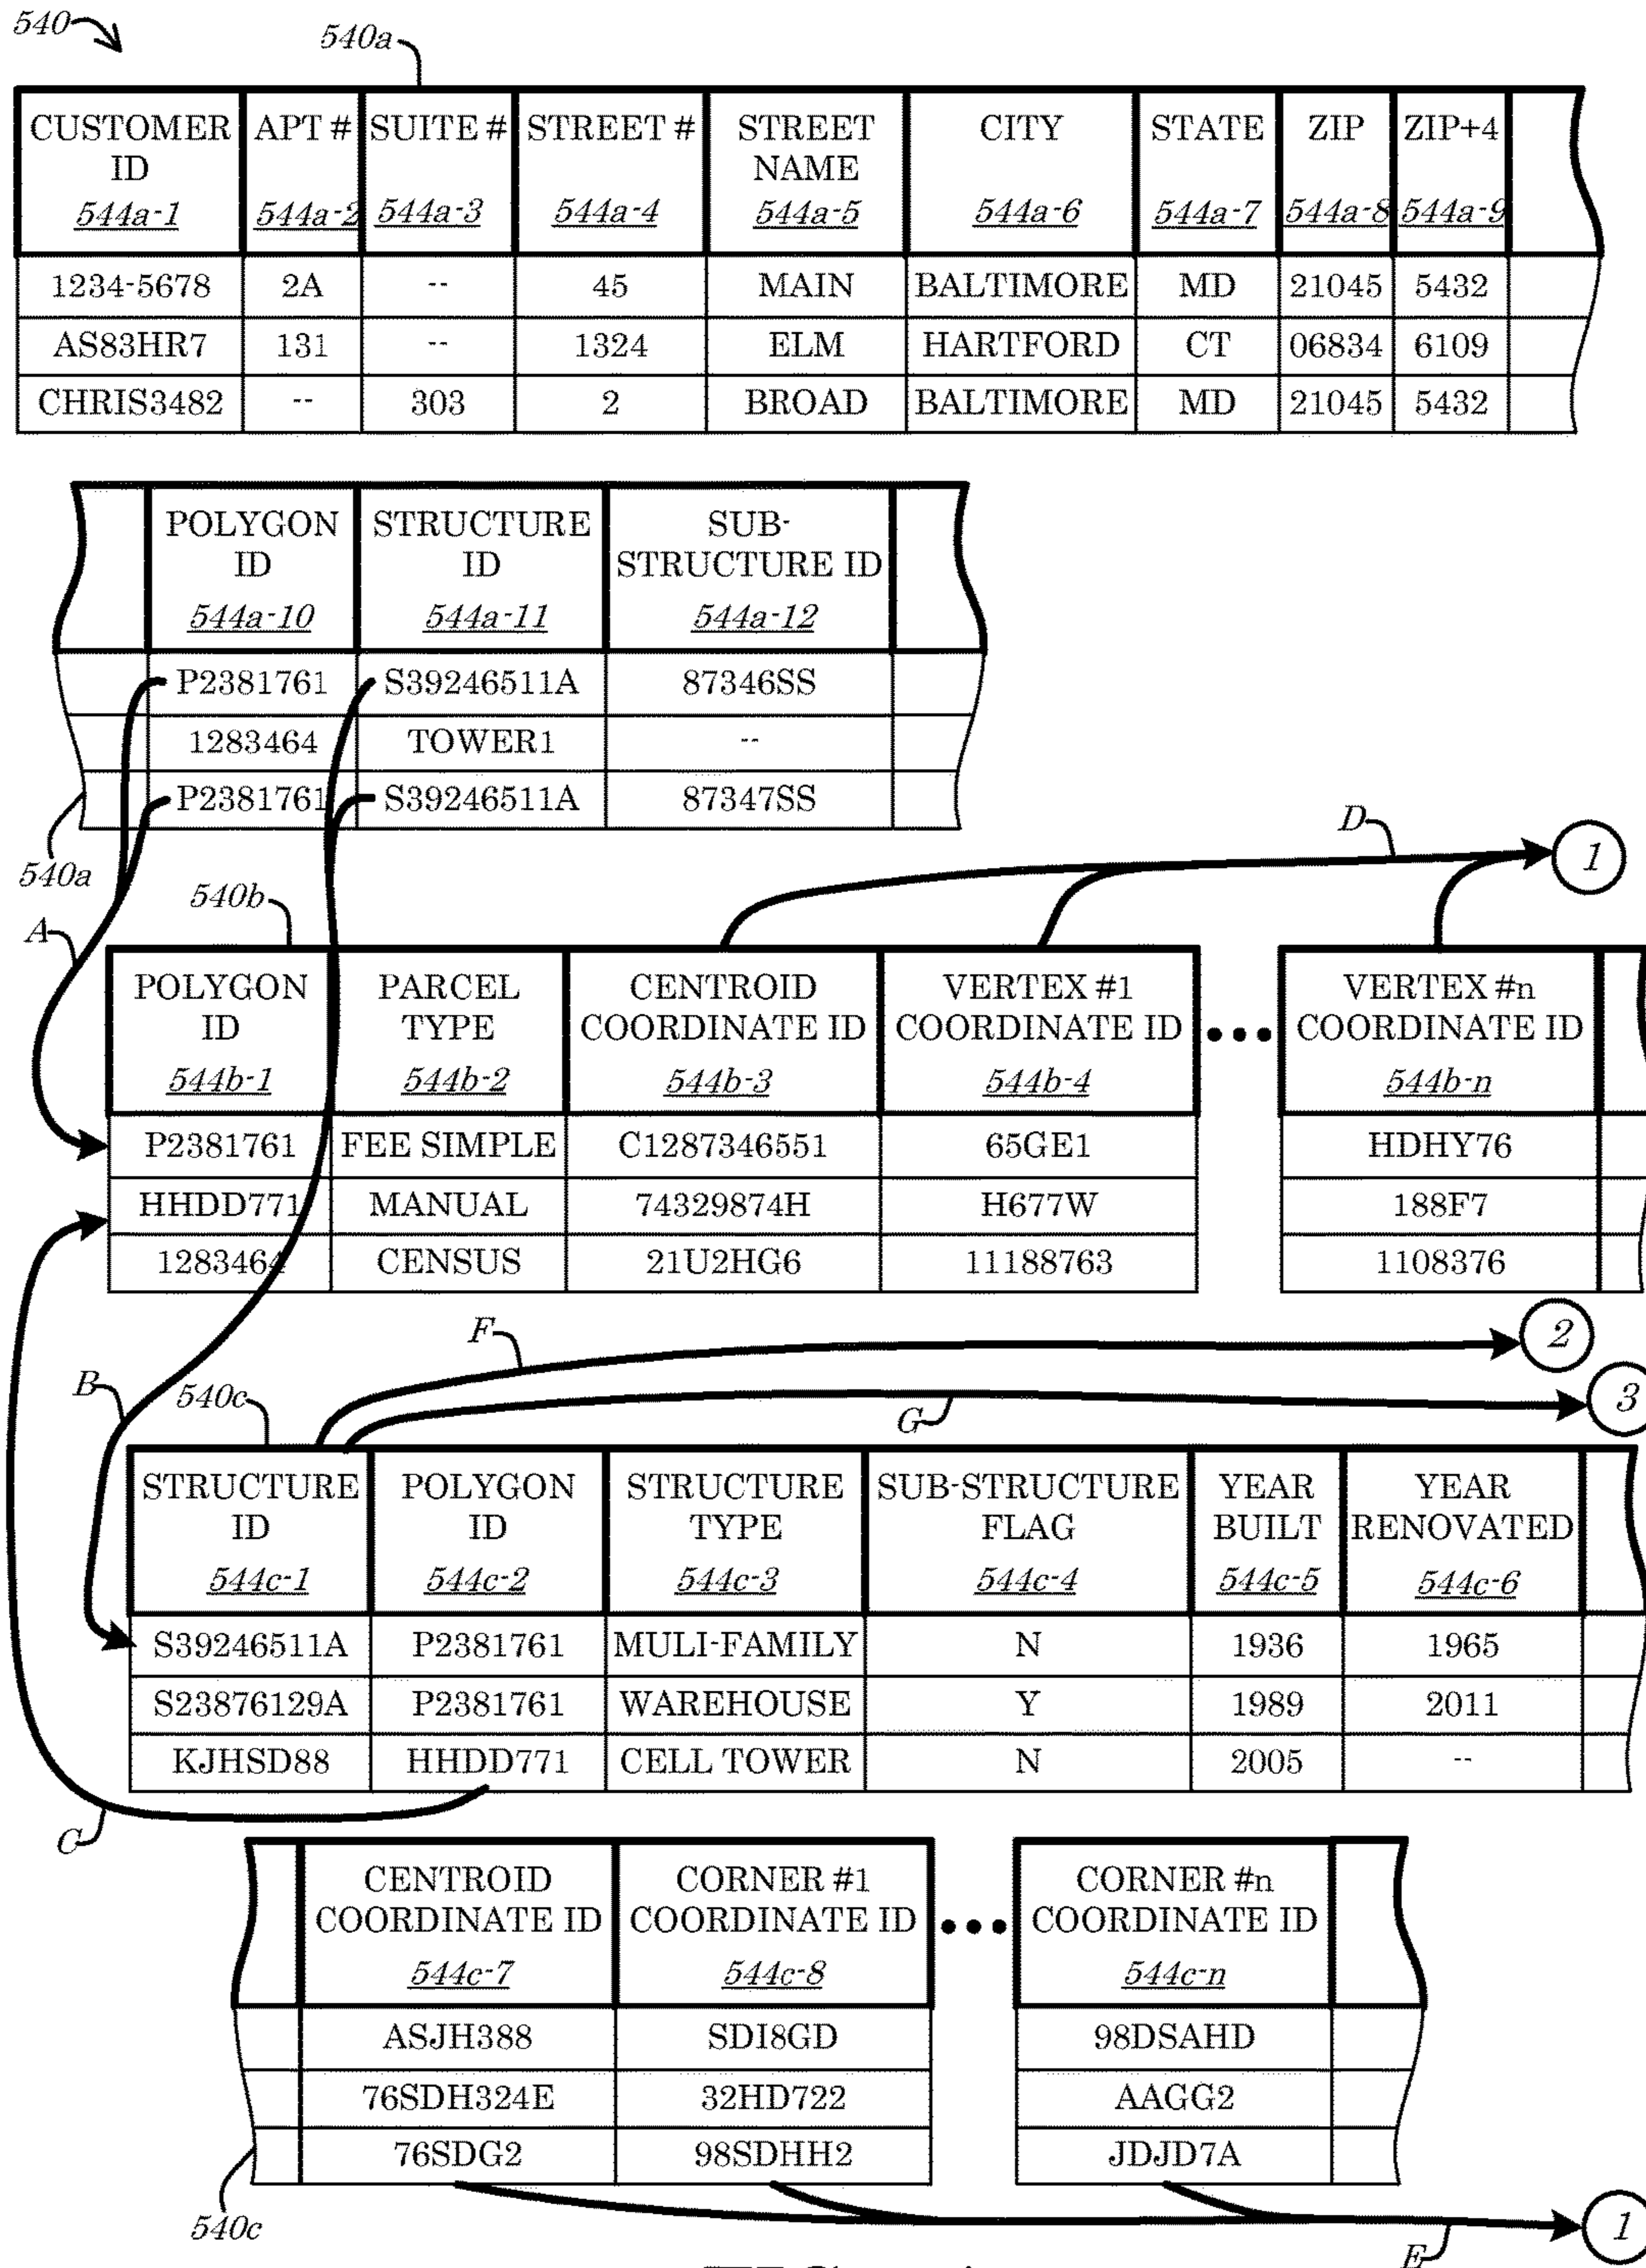 540
540a
CUSTOMER ID 544a-1 APT # 544a-2 SUITE # 544a-3 STREET # 544a-4 STREET NAME 544a-5 CITY 544a-6 STATE 544a-7 ZIP 544a-8 ZIP+4 544a-9
1234-5678 2A -- 45 MAIN BALTIMORE MD 21045 5432
AS83HR7 131 -- 1324 ELM HARTFORD CT 06834 6109
CHRIS3482 -- 303 2 BROAD BALTIMORE MD 21045 5432
POLYGON ID 544a-10 STRUCTURE ID 544a-11 SUB-STRUCTURE ID 544a-12
P2381761 S39246511A 87346SS
1283464 TOWER1 --
P2381761 S39246511A 87347SS
540a
D
1
540b
A
POLYGON ID 544b-1 PARCEL TYPE 544b-2 CENTROID COORDINATE ID 544b-3 VERTEX #1 COORDINATE ID 544b-4 ••• VERTEX #n COORDINATE ID 544b-n
P2381761 FEE SIMPLE C1287346551 65GE1 HDHY76
HHDD771 MANUAL 74329874H H677W 188F7
1283464 CENSUS 21U2HG6 11188763 1108376
F
2
B
540c
G
3
STRUCTURE ID 544c-1 POLYGON ID 544c-2 STRUCTURE TYPE 544c-3 SUB-STRUCTURE FLAG 544c-4 YEAR BUILT 544c-5 YEAR RENOVATED 544c-6
S39246511A P2381761 MULI-FAMILY N 1936 1965
S23876129A P2381761 WAREHOUSE Y 1989 2011
KJHSD88 HHDD771 CELL TOWER N 2005 --
C
CENTROID COORDINATE ID 544c-7 CORNER #1 COORDINATE ID 544c-8 ••• CORNER #n COORDINATE ID 544c-n
ASJH388 SDI8GD 98DSAHD
76SDH324E 32HD722 AAGG2
76SDG2 98SDHH2 JDJD7A
540c
E
1